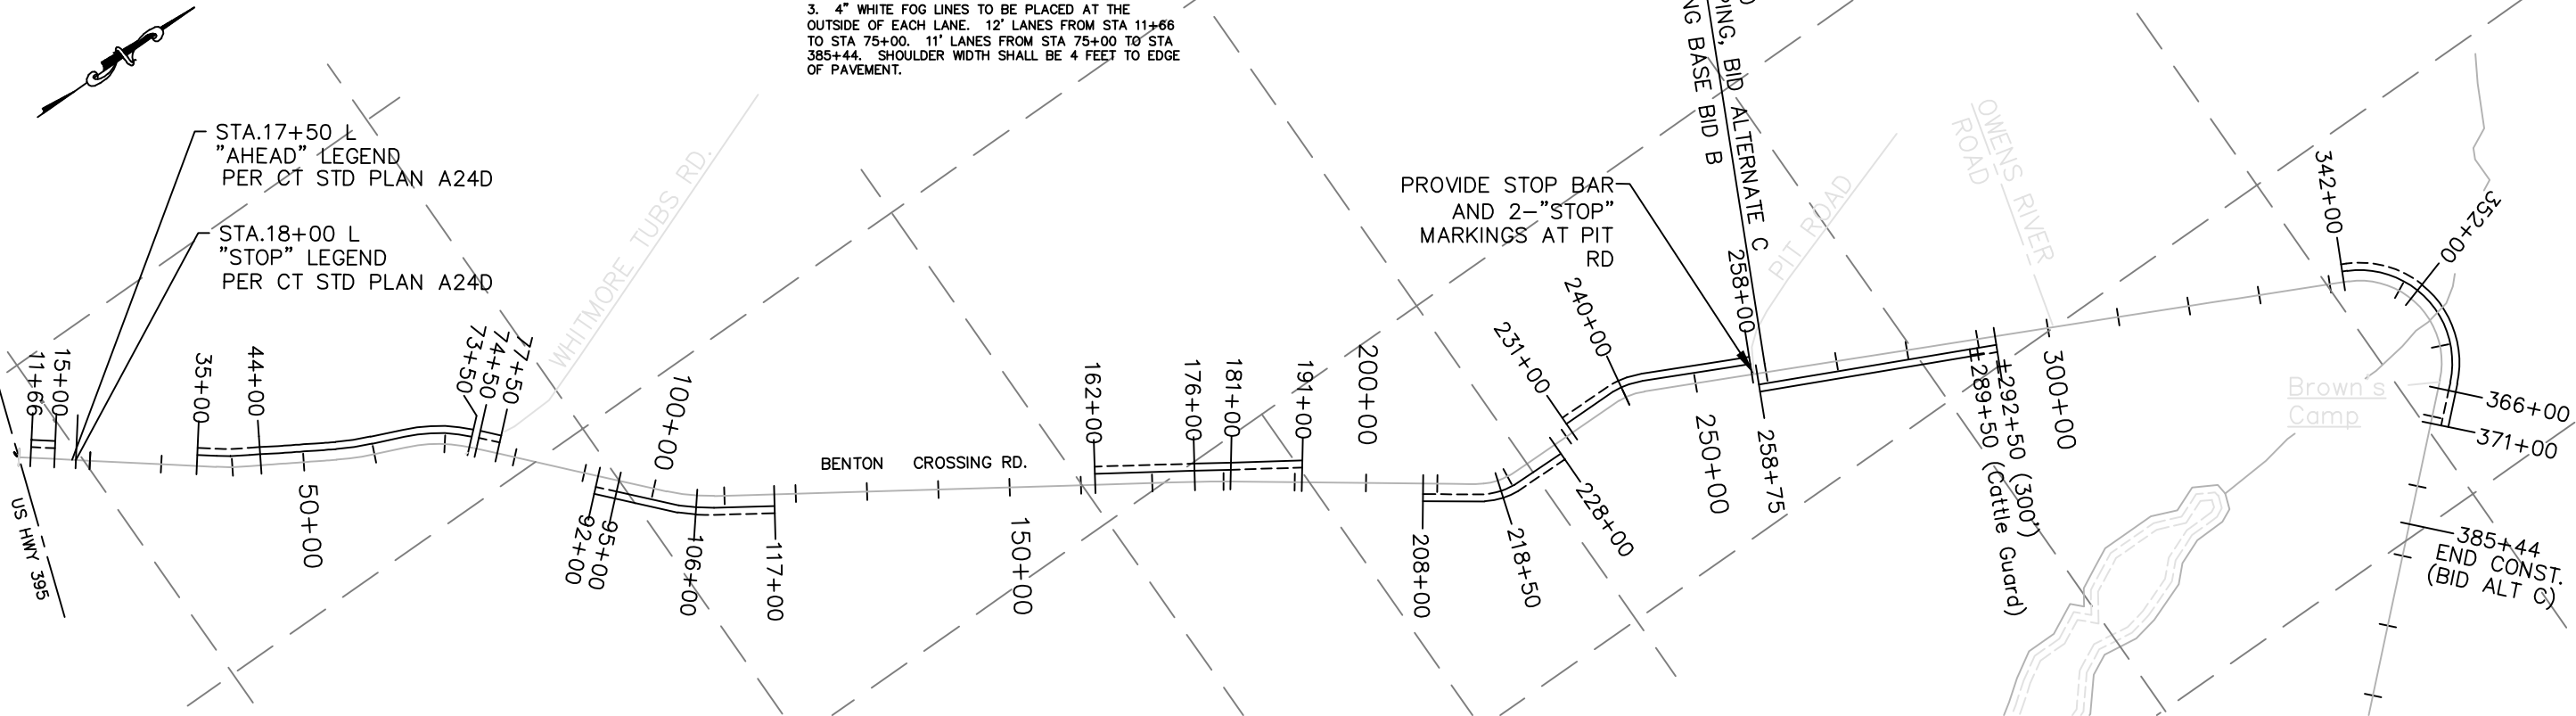 3. 4" WHITE FOG LINES TO BE PLACED AT THE
OUTSIDE OF EACH LANE. 12' LANES FROM STA 11+66
TO STA 75+00. 11' LANES FROM STA 75+00 TO STA
385+44. SHOULDER WIDTH SHALL BE 4 FEET TO EDGE
OF PAVEMENT.
STA.17+50 L
"AHEAD" LEGEND
PER CT STD PLAN A24D
STA.18+00 L
"STOP" LEGEND
PER CT STD PLAN A24D
WHITMORE TUBS RD.
PROVIDE STOP BAR
AND 2-"STOP"
MARKINGS AT PIT
RD
BID ALTERNATE C
BASE BID B
PIT ROAD
OWENS RIVER
ROAD
US HWY 395
11+66
15+00
35+00
44+00
50+00
73+50
74+50
77+50
92+00
95+00
100+00
106+00
117+00
BENTON CROSSING RD.
150+00
162+00
176+00
181+00
191+00
200+00
208+00
218+50
228+00
231+00
240+00
250+00
258+00
258+75
±289+50 (Cattle Guard)
±292+50 (300')
300+00
342+00
352+00
Brown's
Camp
366+00
371+00
385+44
END CONST.
(BID ALT C)